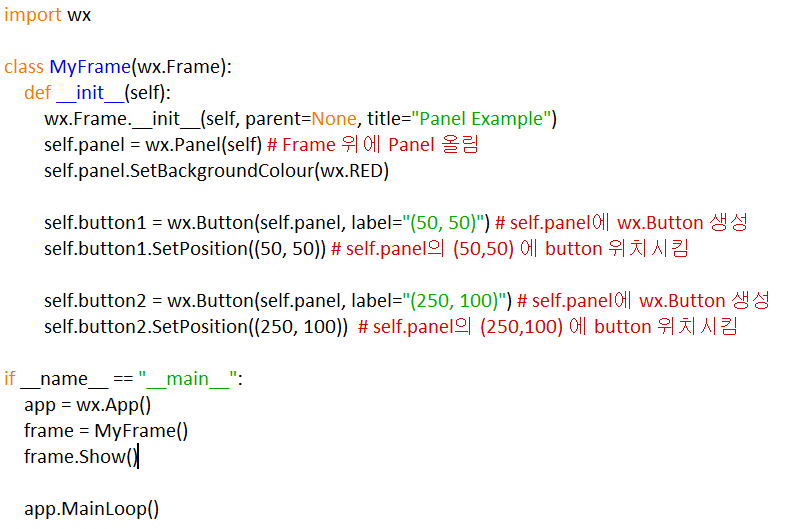 import wx
class MyFrame(wx.Frame):
def __init__(self):
wx.Frame.__init__(self, parent=None, title="Panel Example")
self.panel = wx.Panel(self) # Frame 위에 Panel 올림
self.panel.SetBackgroundColour(wx.RED)
self.button1 = wx.Button(self.panel, label="(50, 50)") # self.panel에 wx.Button 생성
self.button1.SetPosition((50, 50)) # self.panel의 (50,50) 에 button 위치시킴
self.button2 = wx.Button(self.panel, label="(250, 100)") # self.panel에 wx.Button 생성
self.button2.SetPosition((250, 100))  # self.panel의 (250,100) 에 button 위치시킴
if __name__ == "__main__":
app = wx.App()
frame = MyFrame()
frame.Show()
app.MainLoop()